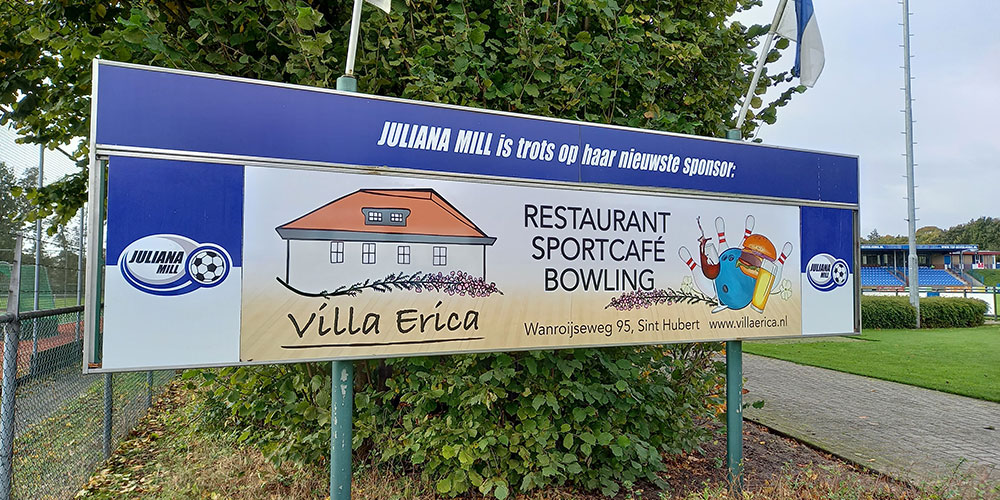 JULIANA MILL is trots op haar nieuwste sponsor:
JULIANA
MILL
Villa Erica
RESTAURANT
SPORTCAFÉ
BOWLING
Wanroijseweg 95, Sint Hubert www.villaerica.nl
JULIANA
MILL